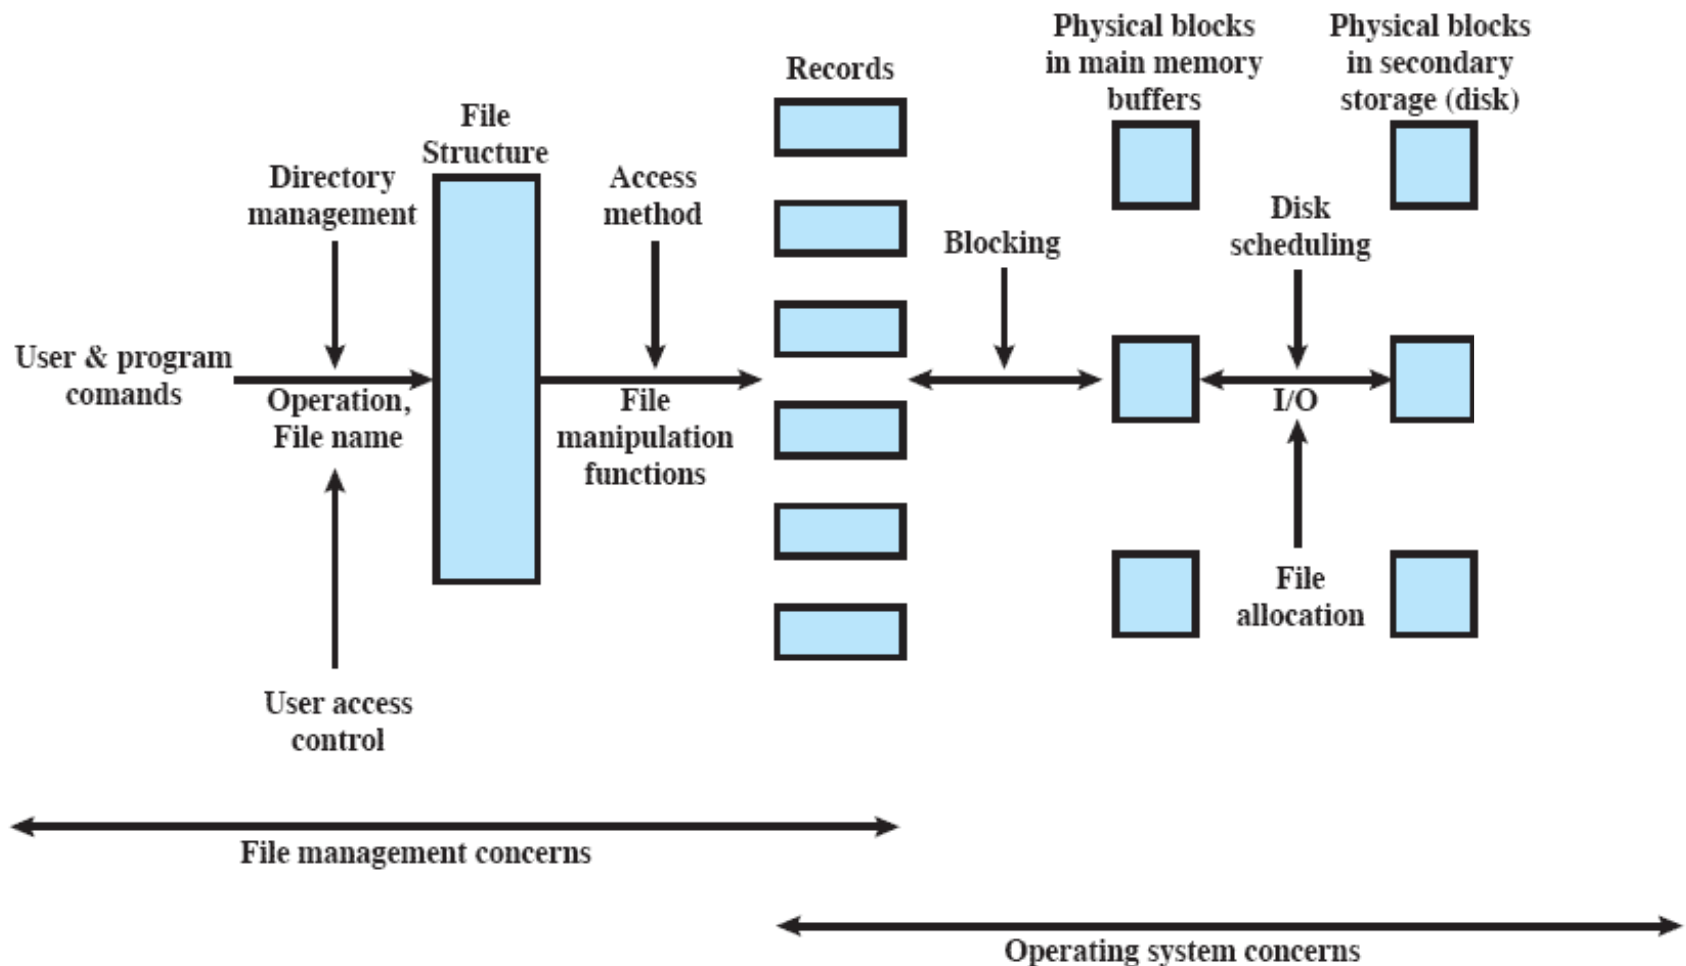 Physical blocks
in main memory
buffers
Physical blocks
in secondary
storage (disk)
Records
File
Structure
Directory
management
Access
method
Disk
scheduling
Blocking
User & program
comands
Operation,
File name
File
manipulation
functions
I/O
File
allocation
User access
control
File management concerns
Operating system concerns